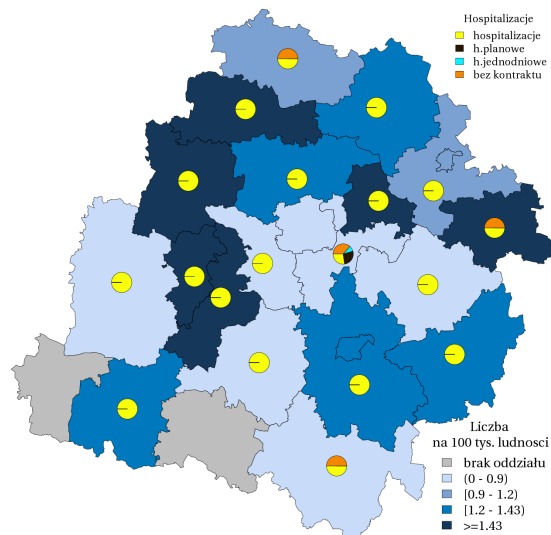 Hospitalizacje
hospitalizacje
h.planowe
h.jednodniowe
bez kontraktu
Liczba
na 100 tys. ludnosci
brak oddziału
(0 - 0.9)
[0.9 - 1.2)
[1.2 - 1.43)
>=1.43